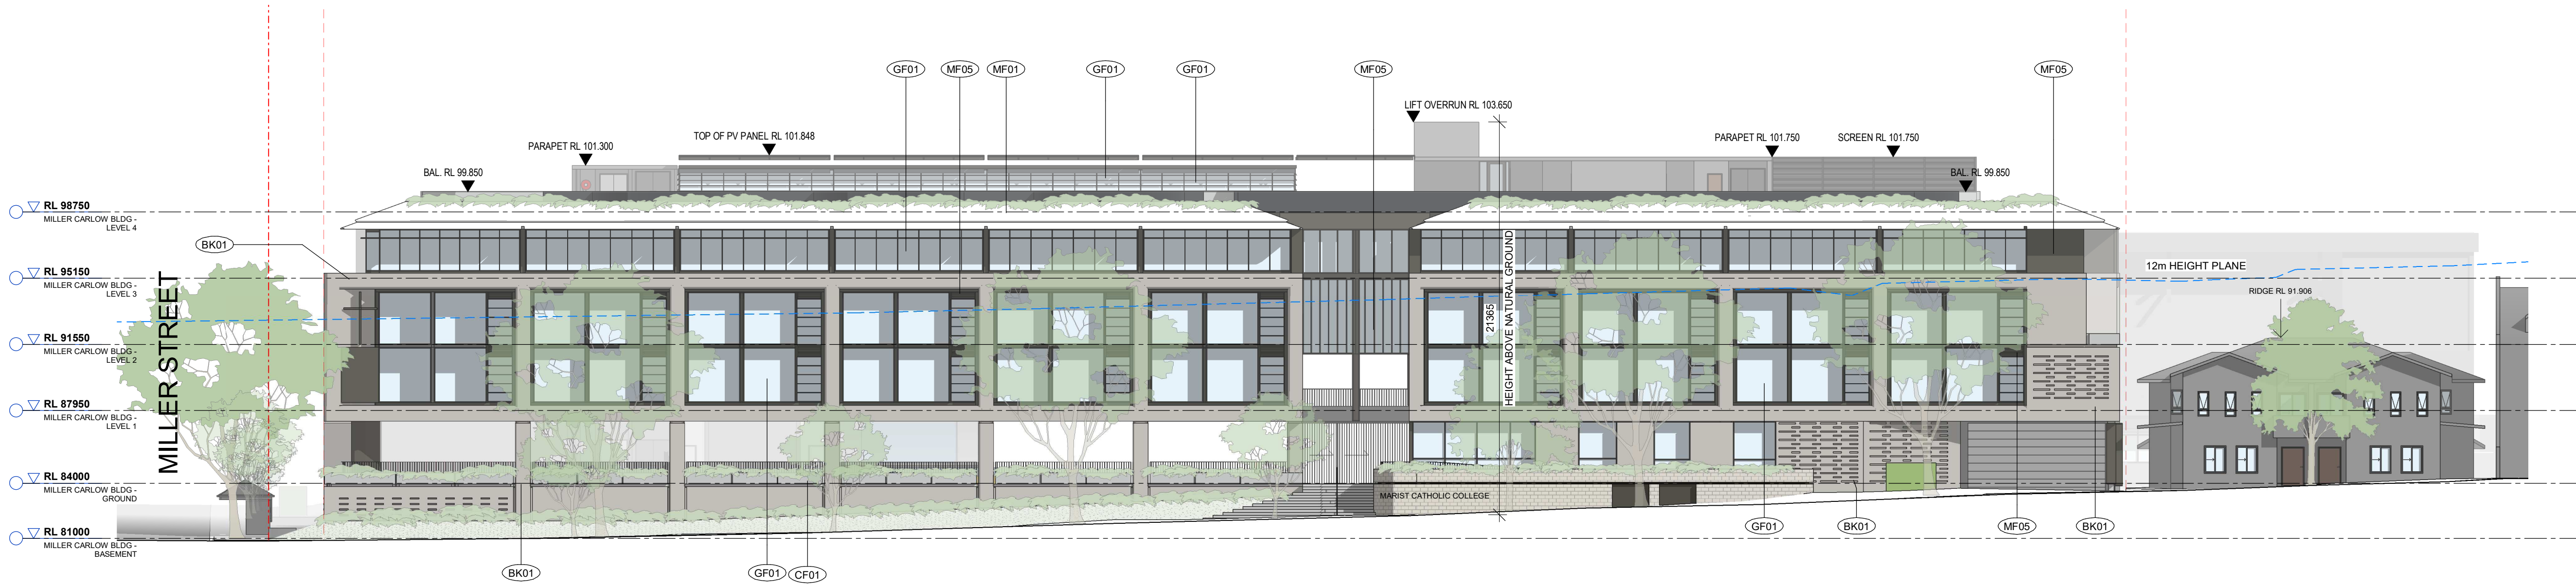 GF01
MF05
MF01
GF01
GF01
MF05
MF05
LIFT OVERRUN RL 103.650
TOP OF PV PANEL RL 101.848
PARAPET RL 101.750
SCREEN RL 101.750
PARAPET RL 101.300
BAL. RL 99.850
BAL. RL 99.850
RL 98750
MILLER CARLOW BLDG -
LEVEL 4
BK01
RL 95150
MILLER CARLOW BLDG -
LEVEL 3
12m HEIGHT PLANE
RIDGE RL 91.906
MILLER STREET
21365
HEIGHT ABOVE NATURAL GROUND
RL 91550
MILLER CARLOW BLDG -
LEVEL 2
RL 87950
MILLER CARLOW BLDG -
LEVEL 1
RL 84000
MILLER CARLOW BLDG -
GROUND
MARIST CATHOLIC COLLEGE
RL 81000
MILLER CARLOW BLDG -
BASEMENT
GF01
BK01
MF05
BK01
BK01
GF01
CF01